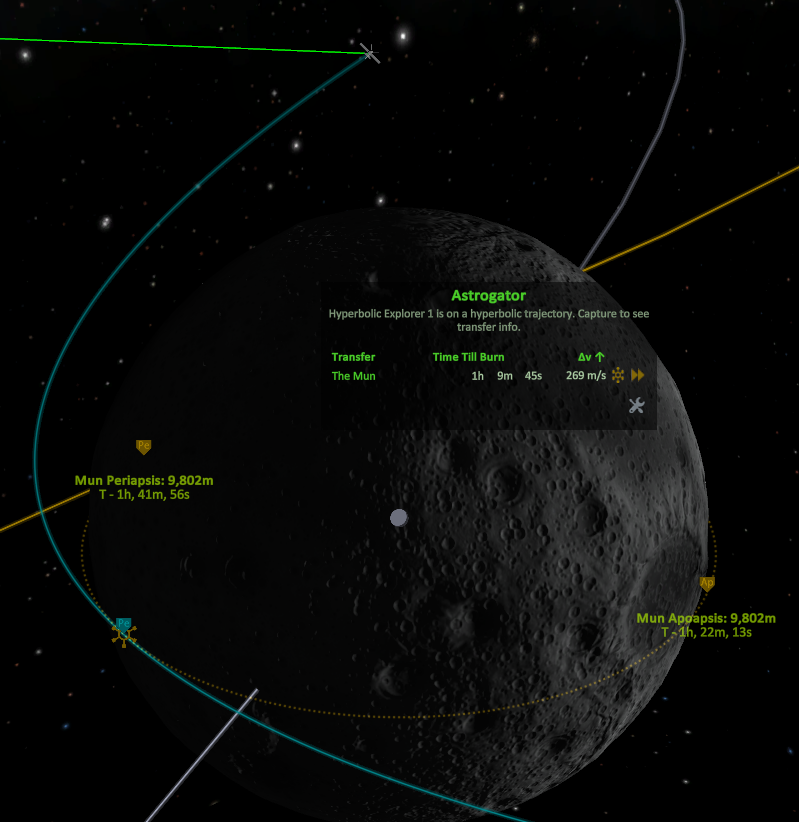 Astrogator
Hyperbolic Explorer 1 is on a hyperbolic trajectory. Capture to see
transfer info.
Transfer Time Till Burn Δv ↑
The Mun 1h 9m 45s 269 m/s
Pe
Mun Periapsis: 9,802m
T - 1h, 41m, 56s
Ap
Mun Apoapsis: 9,802m
T - 1h, 22m, 13s
Pe